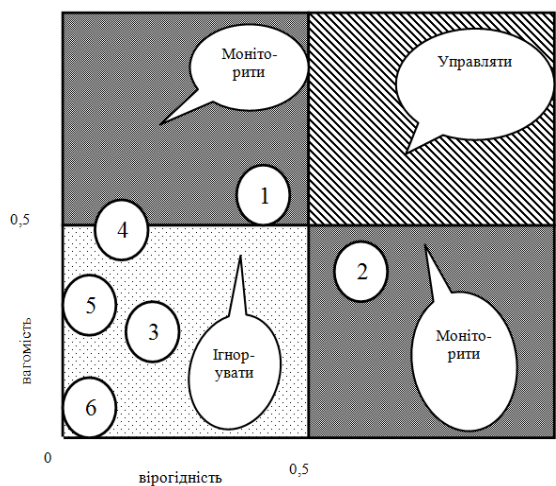 Моніто-
рити
Управляти
1
0,5
4
2
5
3
Ігнор-
увати
Моніто-
рити
6
вагомість
0
0,5
вірогідність